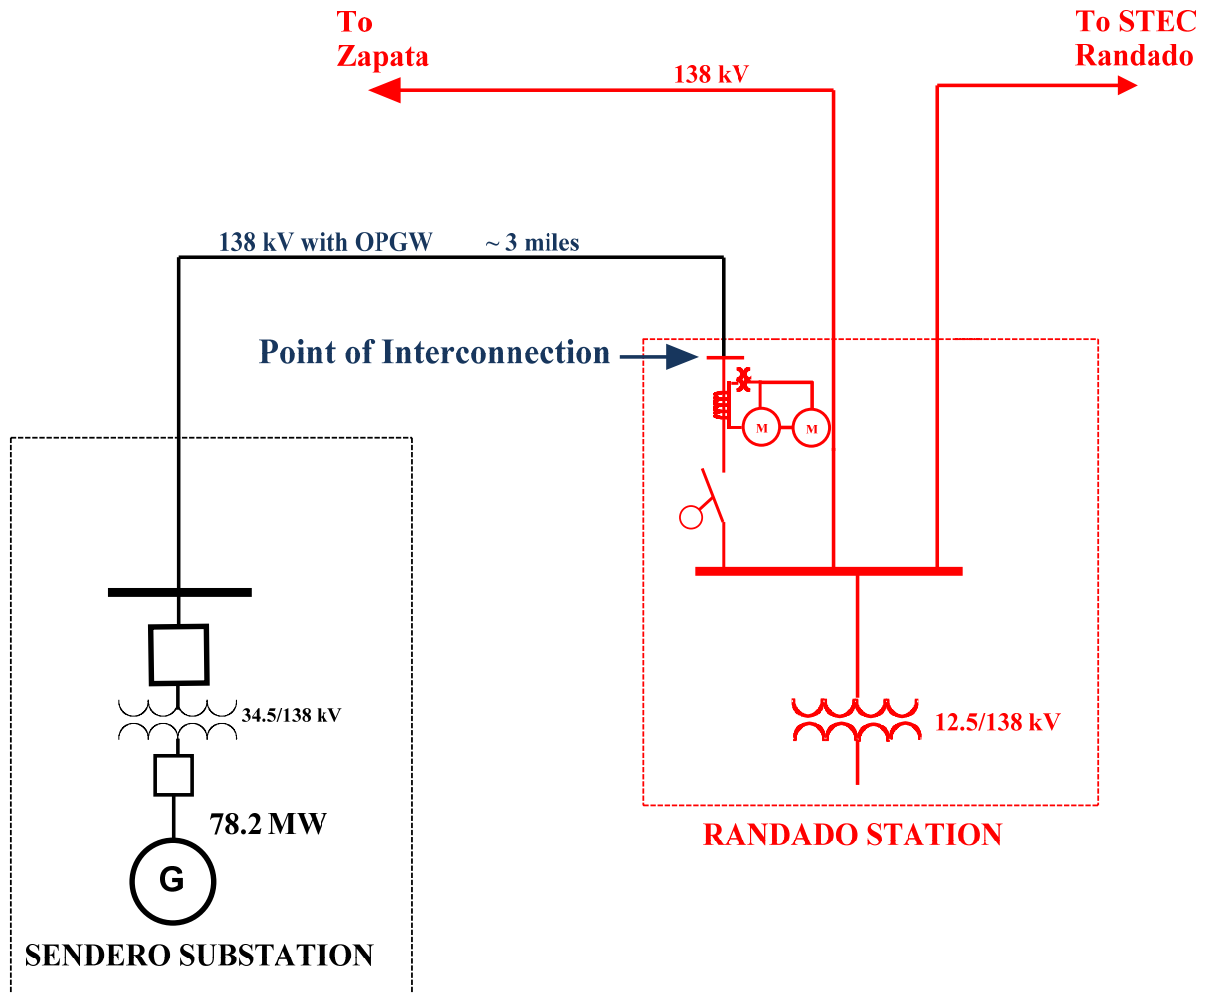 To
Zapata
To STEC
Randado
138 kV
138 kV with OPGW ~ 3 miles
Point of Interconnection
M
M
34.5/138 kV
12.5/138 kV
78.2 MW
RANDADO STATION
G
SENDERO SUBSTATION